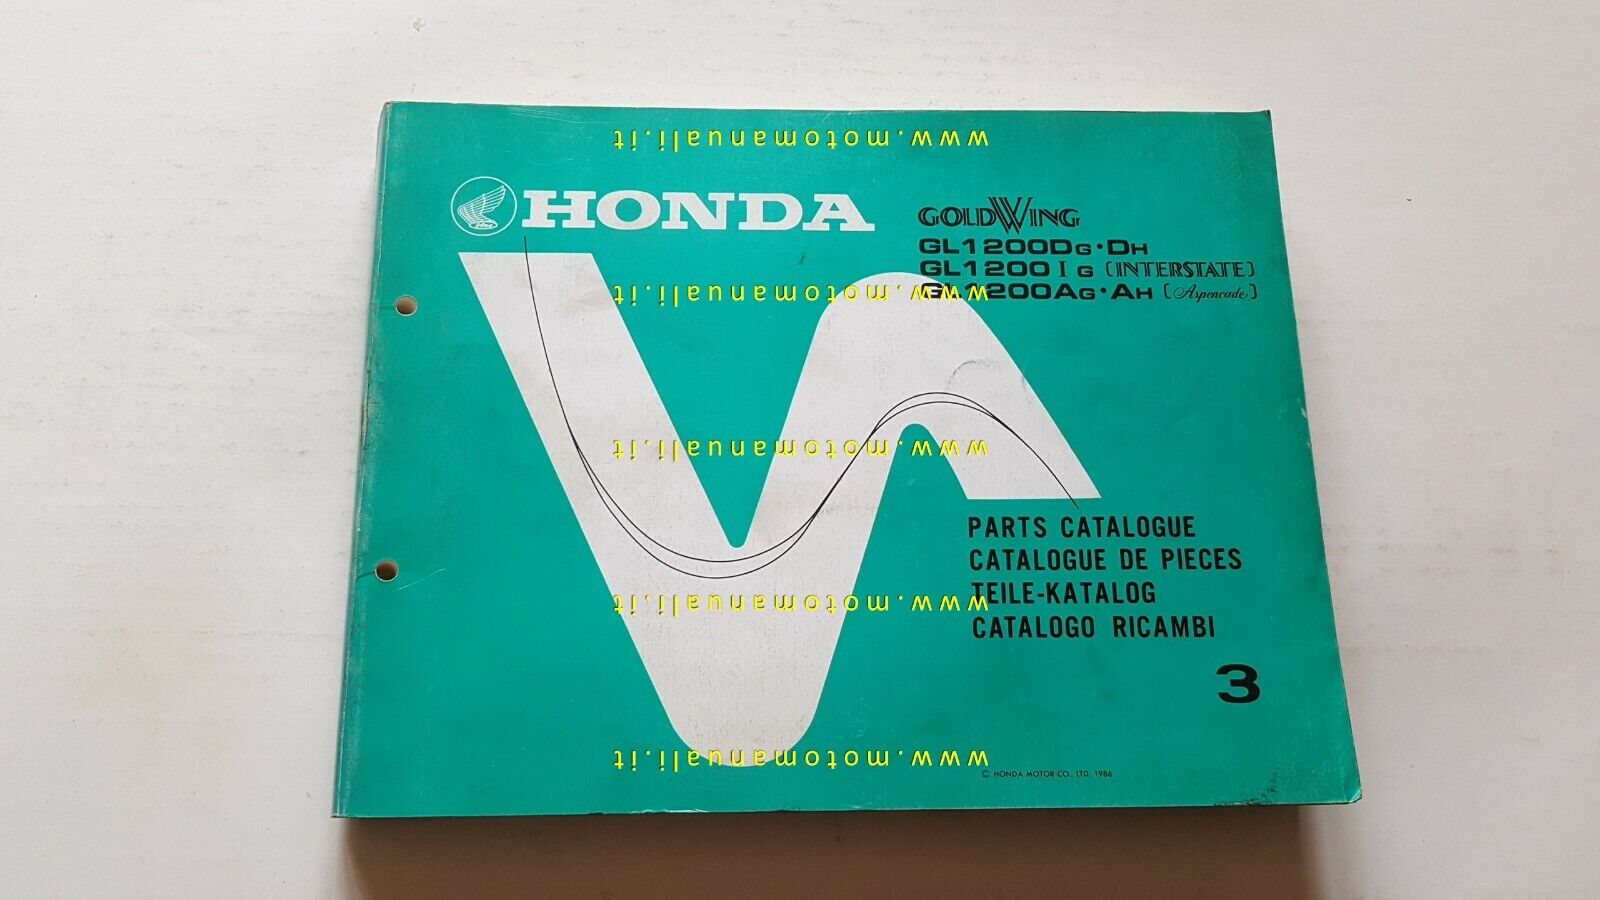 www.motomanuali.it
HONDA
GOLDWING
GL1200DG·DH
GL1200IG (INTERSTATE)
www.motomanuali.it
GL1200AG·AH (Aspencade)
www.motomanuali.it
PARTS CATALOGUE
CATALOGUE DE PIECES
TEILE-KATALOG
www.motomanuali.it
CATALOGO RICAMBI
3
www.motomanuali.it
© HONDA MOTOR CO., LTD. 1986